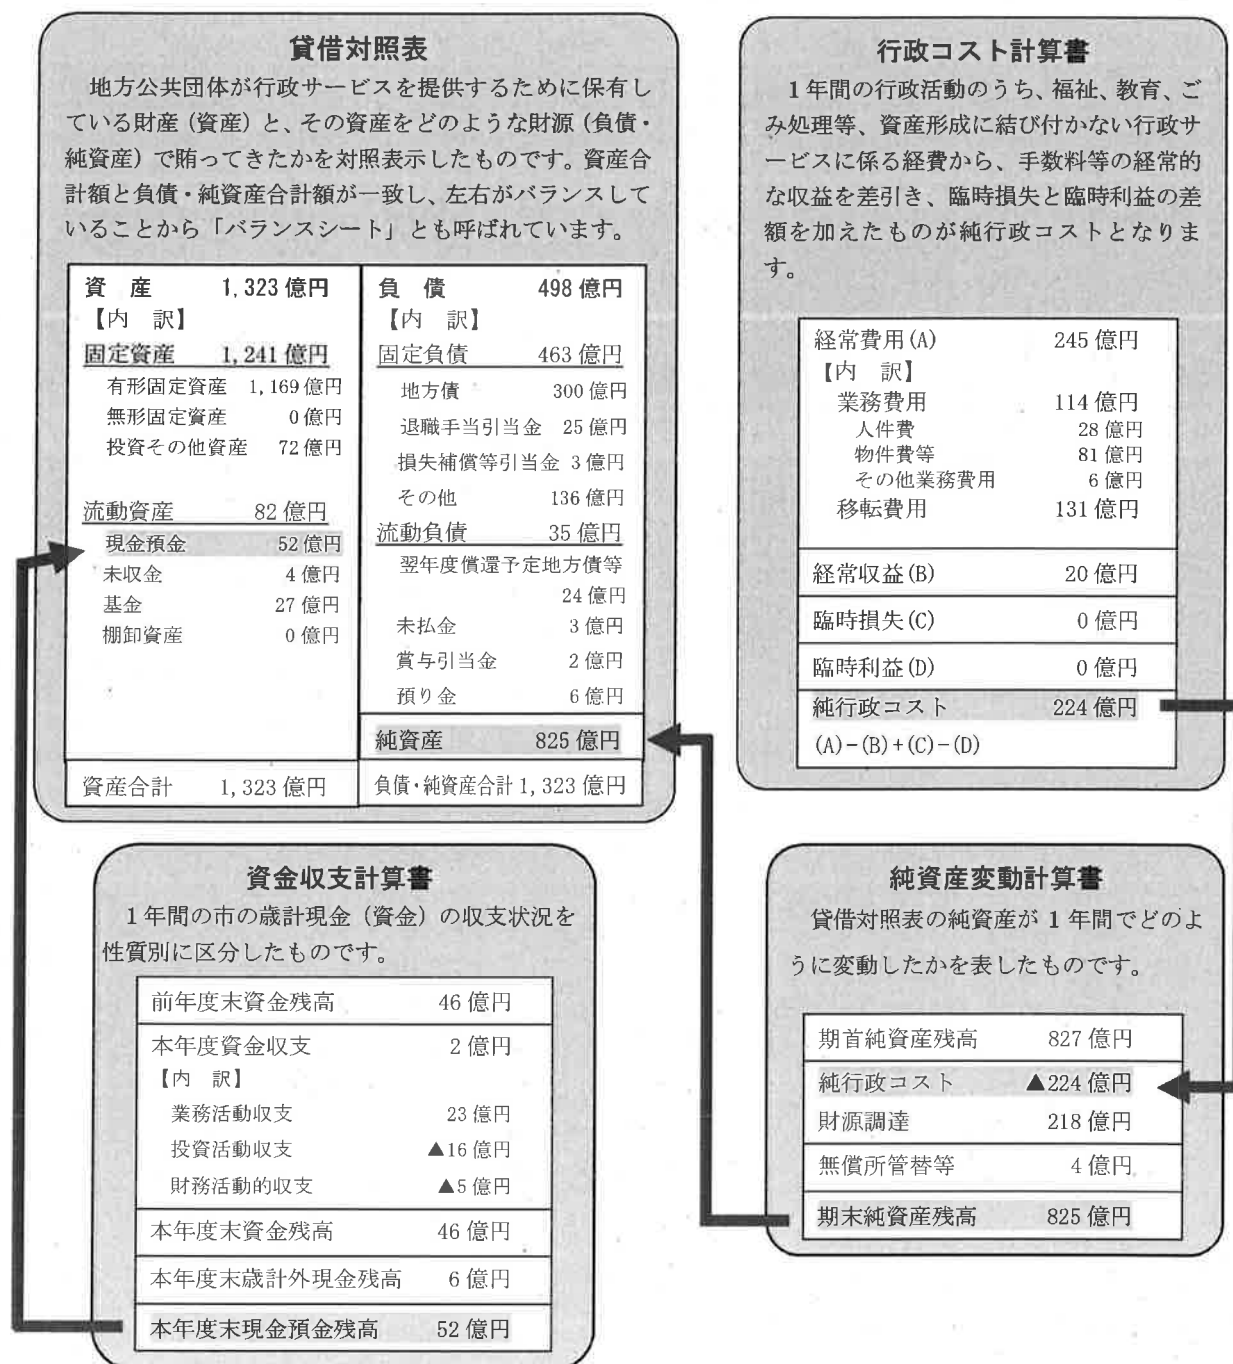 貸借対照表
地方公共団体が行政サービスを提供するために保有し
ている財産（資産）と、その資産をどのような財源（負債・
純資産）で賄ってきたかを対照表示したものです。資産合
計額と負債・純資産合計額が一致し、左右がバランスして
いることから「バランスシート」とも呼ばれています。
資 産 1,323億円
【内 訳】
固定資産 1,241億円
有形固定資産 1,169億円
無形固定資産 0億円
投資その他資産 72億円
流動資産 82億円
現金預金 52億円
未収金 4億円
基金 27億円
棚卸資産 0億円
資産合計 1,323億円
負 債 498億円
【内 訳】
固定負債 463億円
地方債 300億円
退職手当引当金 25億円
損失補償等引当金 3億円
その他 136億円
流動負債 35億円
翌年度償還予定地方債等
24億円
未払金 3億円
賞与引当金 2億円
預り金 6億円
純資産 825億円
負債・純資産合計 1,323億円
行政コスト計算書
1年間の行政活動のうち、福祉、教育、ご
み処理等、資産形成に結び付かない行政サ
ービスに係る経費から、手数料等の経常的
な収益を差引き、臨時損失と臨時利益の差
額を加えたものが純行政コストとなりま
す。
経常費用(A) 245億円
【内 訳】
業務費用 114億円
人件費 28億円
物件費等 81億円
その他業務費用 6億円
移転費用 131億円
経常収益(B) 20億円
臨時損失(C) 0億円
臨時利益(D) 0億円
純行政コスト 224億円
(A)-(B)+(C)-(D)
資金収支計算書
1年間の市の歳計現金（資金）の収支状況を
性質別に区分したものです。
前年度末資金残高 46億円
本年度資金収支 2億円
【内 訳】
業務活動収支 23億円
投資活動収支 ▲16億円
財務活動的収支 ▲5億円
本年度末資金残高 46億円
本年度末歳計外現金残高 6億円
本年度末現金預金残高 52億円
純資産変動計算書
貸借対照表の純資産が1年間でどのよ
うに変動したかを表したものです。
期首純資産残高 827億円
純行政コスト ▲224億円
財源調達 218億円
無償所管替等 4億円
期末純資産残高 825億円